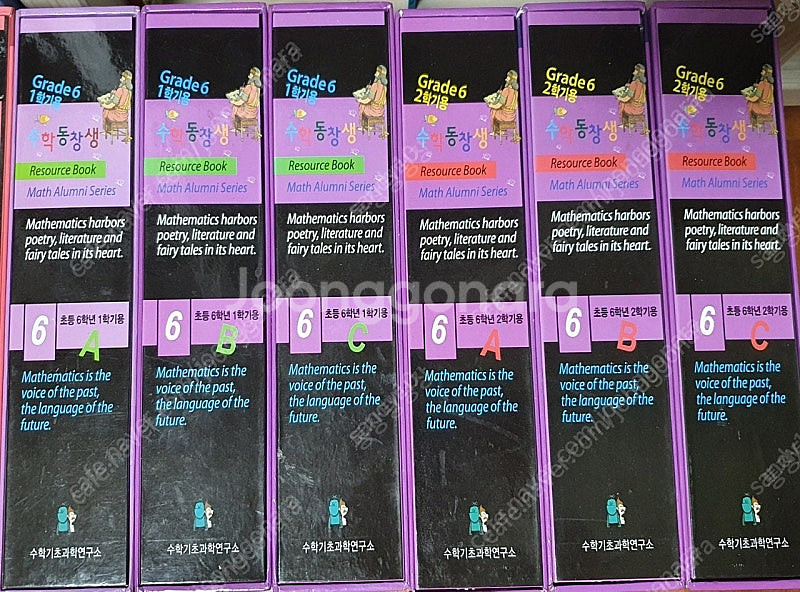 Grade 6
1학기용
수학동창생
Resource Book
Math Alumni Series
Mathematics harbors
poetry, literature and
fairy tales in its heart.
6
초등 6학년 1학기용
A
Mathematics is the
voice of the past,
the language of the
future.
수학기초과학연구소
Grade 6
1학기용
수학동창생
Resource Book
Math Alumni Series
Mathematics harbors
poetry, literature and
fairy tales in its heart.
6
초등 6학년 1학기용
B
Mathematics is the
voice of the past,
the language of the
future.
수학기초과학연구소
Grade 6
1학기용
수학동창생
Resource Book
Math Alumni Series
Mathematics harbors
poetry, literature and
fairy tales in its heart.
6
초등 6학년 1학기용
C
Mathematics is the
voice of the past,
the language of the
future.
수학기초과학연구소
Grade 6
2학기용
수학동창생
Resource Book
Math Alumni Series
Mathematics harbors
poetry, literature and
fairy tales in its heart.
6
초등 6학년 2학기용
A
Mathematics is the
voice of the past,
the language of the
future.
수학기초과학연구소
Grade 6
2학기용
수학동창생
Resource Book
Math Alumni Series
Mathematics harbors
poetry, literature and
fairy tales in its heart.
6
초등 6학년 2학기용
B
Mathematics is the
voice of the past,
the language of the
future.
수학기초과학연구소
Grade 6
2학기용
수학동창생
Resource Book
Math Alumni Series
Mathematics harbors
poetry, literature and
fairy tales in its heart.
6
초등 6학년 2학기용
C
Mathematics is the
voice of the past,
the language of the
future.
수학기초과학연구소
Joonggonara
cafe.naver.com/joonggonara